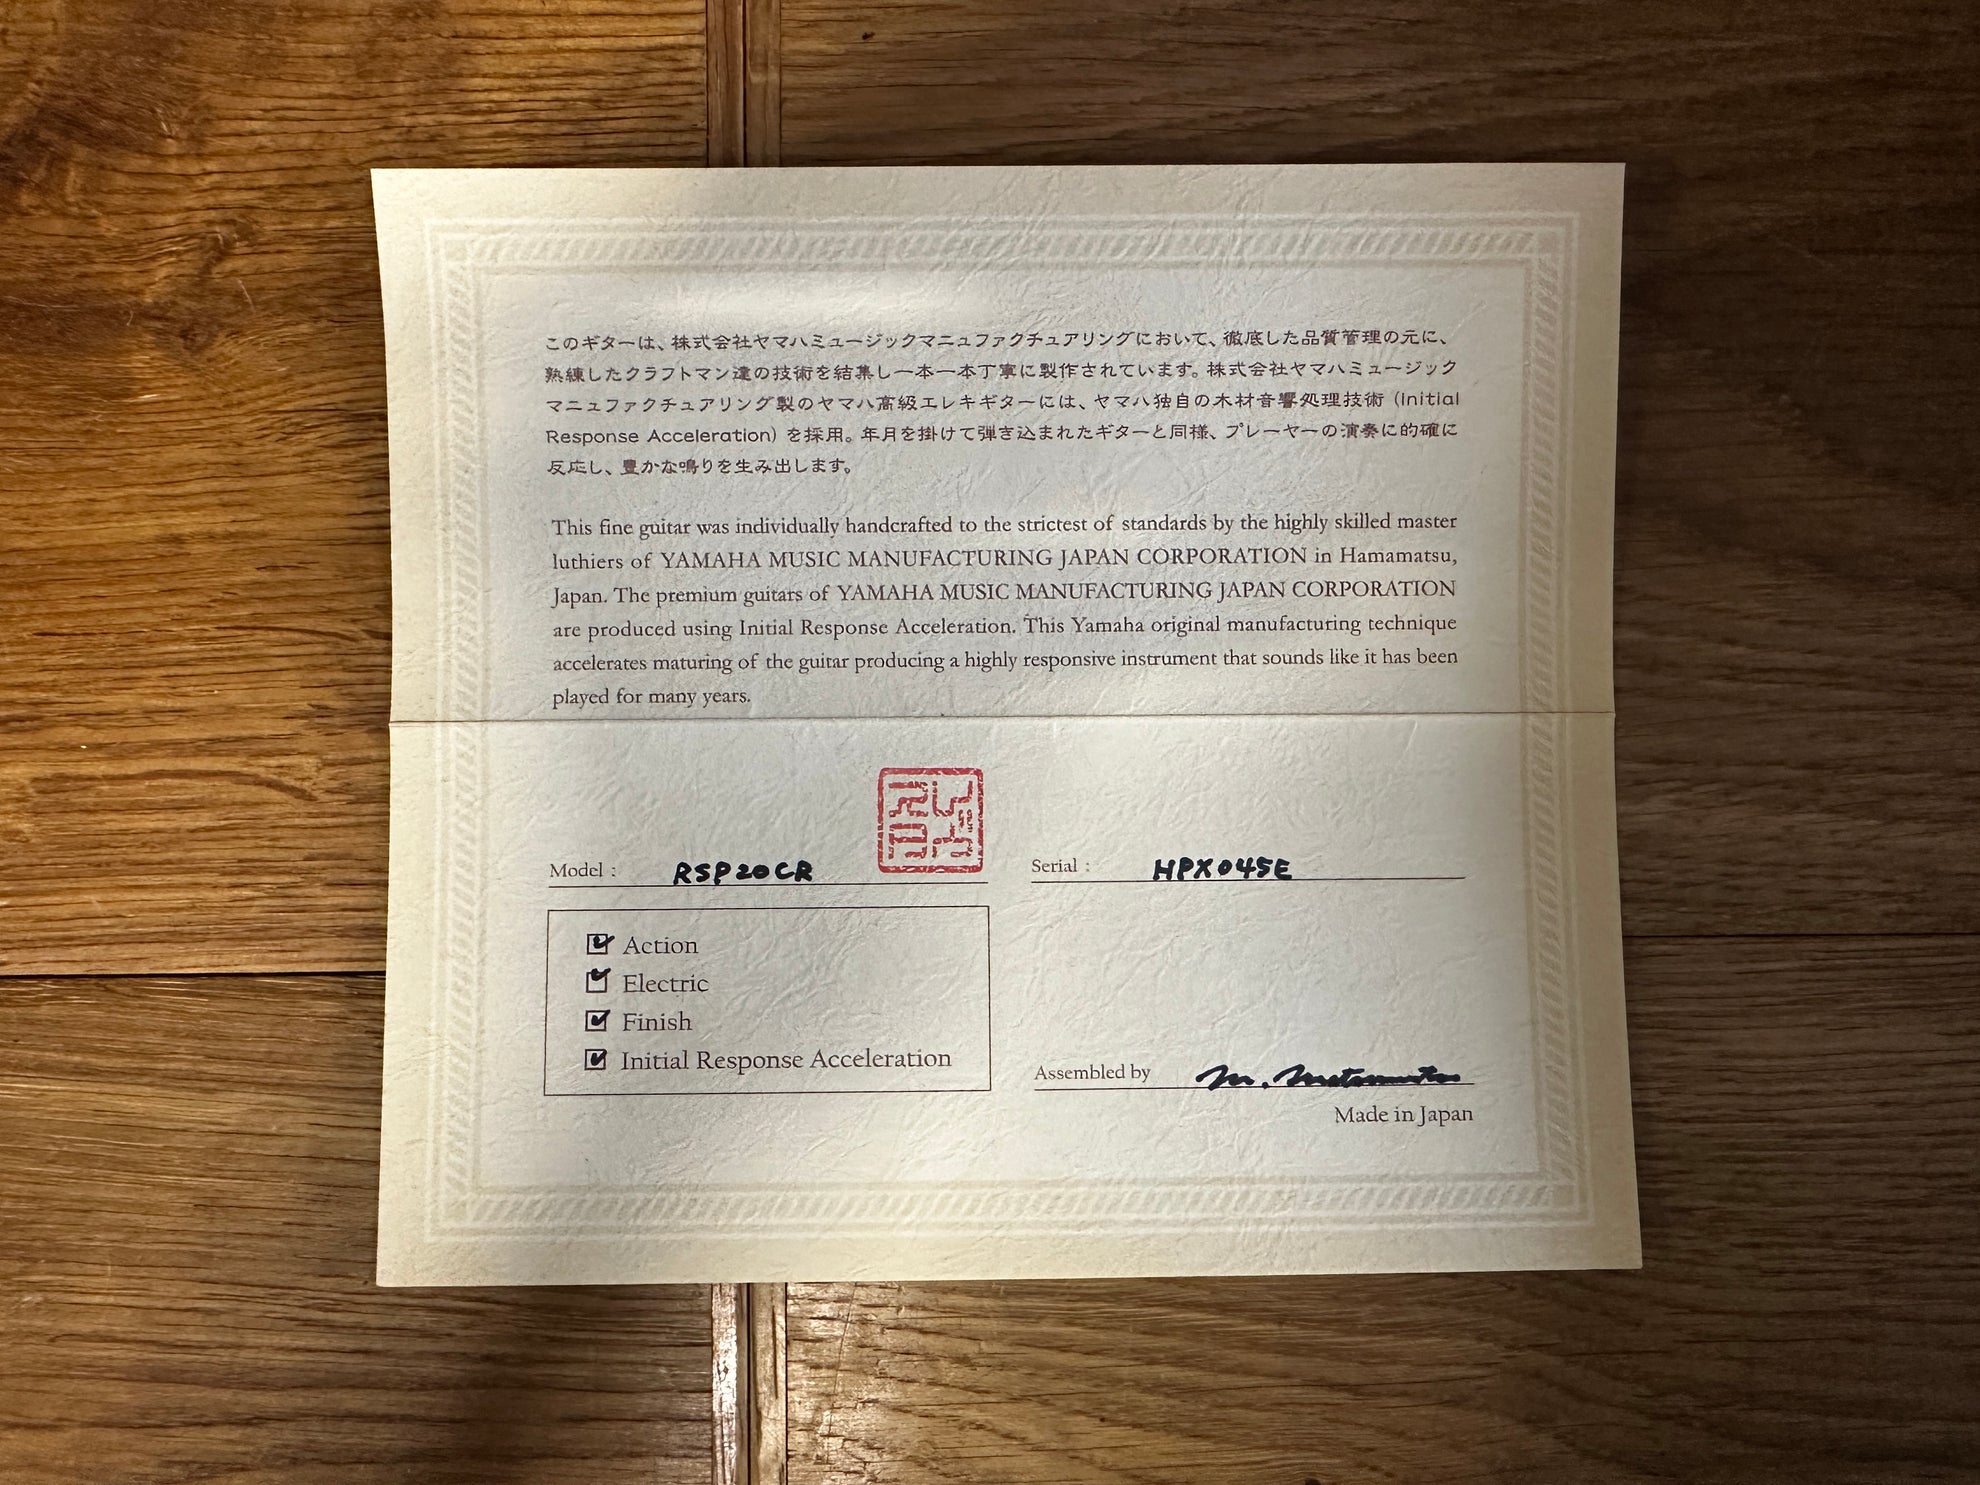 このギターは、株式会社ヤマハミュージックマニュファクチュアリングにおいて、徹底した品質管理の元に、
熟練したクラフトマン達の技術を結集し一本一本丁寧に製作されています。株式会社ヤマハミュージック
マニュファクチュアリング製のヤマハ高級エレキギターには、ヤマハ独自の木材音響処理技術 (Initial
Response Acceleration) を採用。年月を掛けて弾き込まれたギターと同様、プレーヤーの演奏に的確に
反応し、豊かな鳴りを生み出します。
This fine guitar was individually handcrafted to the strictest of standards by the highly skilled master
luthiers of YAMAHA MUSIC MANUFACTURING JAPAN CORPORATION in Hamamatsu,
Japan. The premium guitars of YAMAHA MUSIC MANUFACTURING JAPAN CORPORATION
are produced using Initial Response Acceleration. This Yamaha original manufacturing technique
accelerates maturing of the guitar producing a highly responsive instrument that sounds like it has been
played for many years.
Model : RSP20CR
Serial : HPX045E
Action
Electric
Finish
Initial Response Acceleration
Assembled by M.
Made in Japan